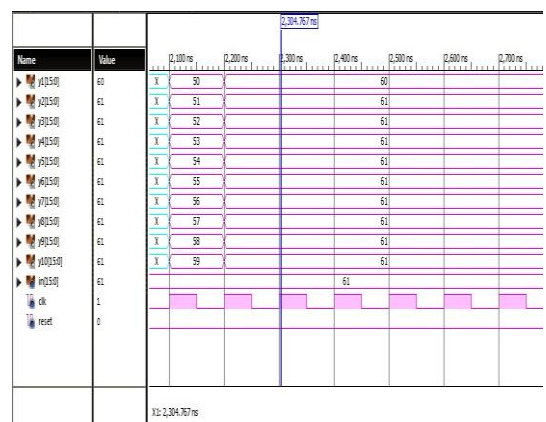 2,304.767 ns
Name Value 2,100 ns 2,200 ns 2,300 ns 2,400 ns 2,500 ns 2,600 ns 2,700 ns
y1[15:0] 60 X 50 60
y2[15:0] 61 X 51 61
y3[15:0] 61 X 52 61
y4[15:0] 61 X 53 61
y5[15:0] 61 X 54 61
y6[15:0] 61 X 55 61
y7[15:0] 61 X 56 61
y8[15:0] 61 X 57 61
y9[15:0] 61 X 58 61
y10[15:0] 61 X 59 61
in[15:0] 61 61
clk 1
reset 0
X1: 2,304.767 ns